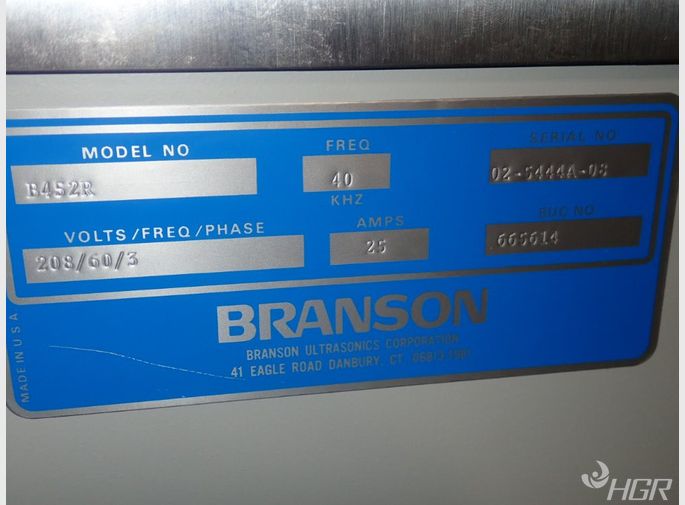 MODEL NO
B452R
FREQ
40
KHZ
SERIAL NO
02-5444A-03
VOLTS/FREQ/PHASE
208/60/3
AMPS
25
BUC NO
665614
BRANSON
BRANSON ULTRASONICS CORPORATION
41 EAGLE ROAD DANBURY, CT 06813-1961
MADE IN USA
HGR